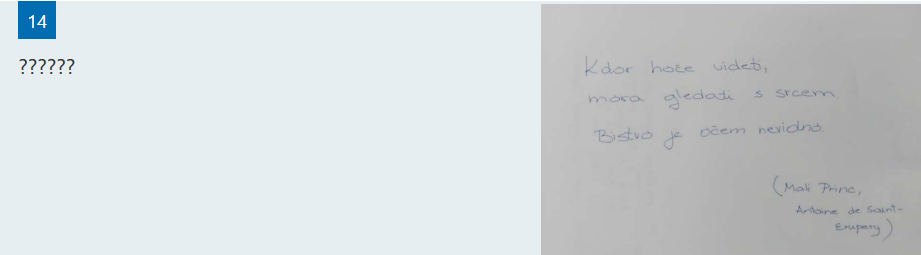 14
??????
Kdor hoče videti,
mora gledati s srcem.
Bistvo je očem nevidno.
(Mali Princ,
Antoine de Saint-
Exupery)